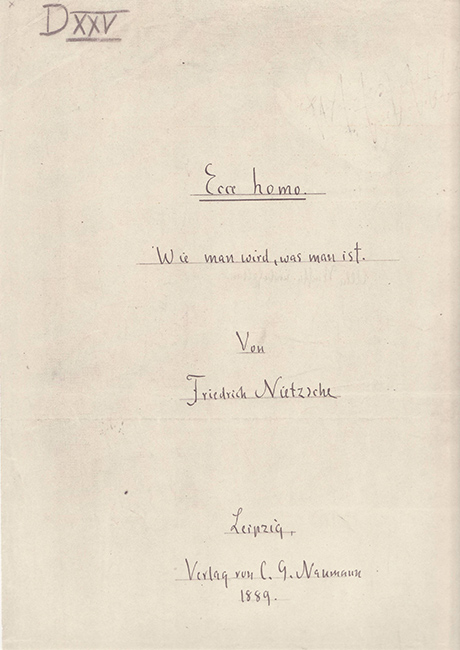 DXXV
Ecce homo.
Wie man wird, was man ist.
Von
Friedrich Nietzsche
Leipzig,
Verlag von C. G. Naumann
1889.